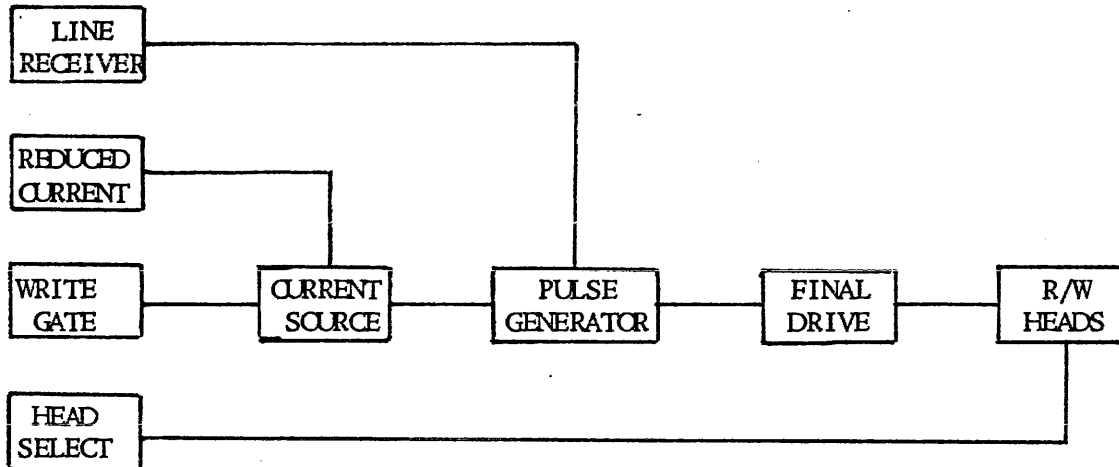 LINE
RECEIVER
REDUCED
CURRENT
WRITE
GATE
CURRENT
SOURCE
PULSE
GENERATOR
FINAL
DRIVE
R/W
HEADS
HEAD
SELECT